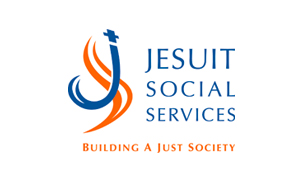 JESUIT
SOCIAL
SERVICES
BUILDING A JUST SOCIETY